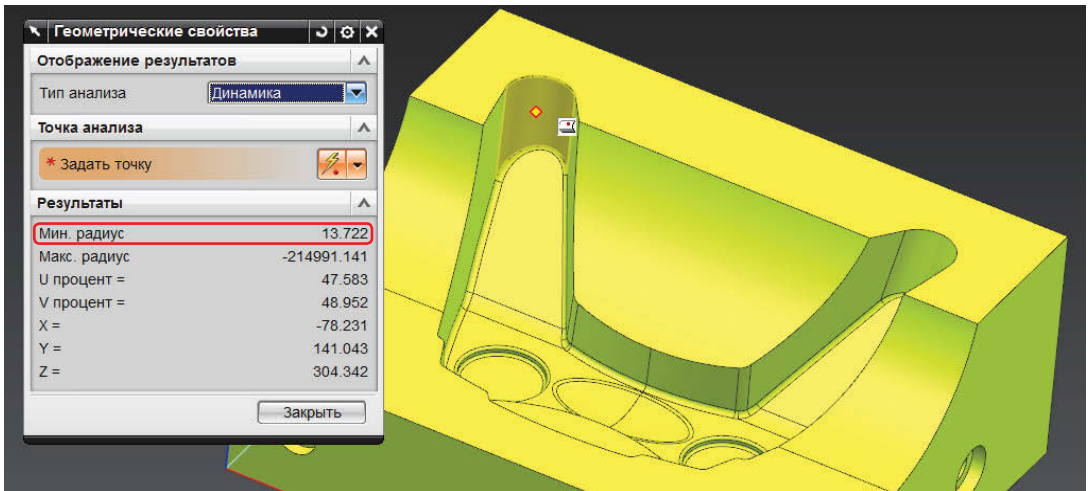 Геометрические свойства
Отображение результатов
Тип анализа Динамика
Точка анализа
* Задать точку
Результаты
Мин. радиус 13.722
Макс. радиус -214991.141
U процент = 47.583
V процент = 48.952
X = -78.231
Y = 141.043
Z = 304.342
Закрыть